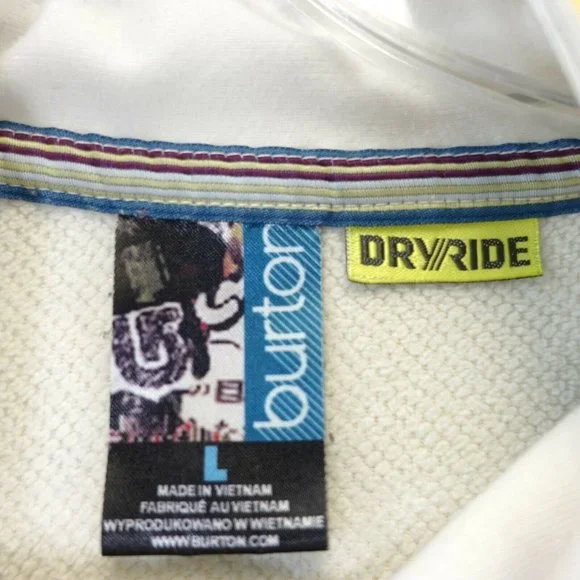 burton
DRYRIDE
L
MADE IN VIETNAM
FABRIQUÉ AU VIETNAM
WYPRODUKOWANO W WIETNAMIE
WWW.BURTON.COM